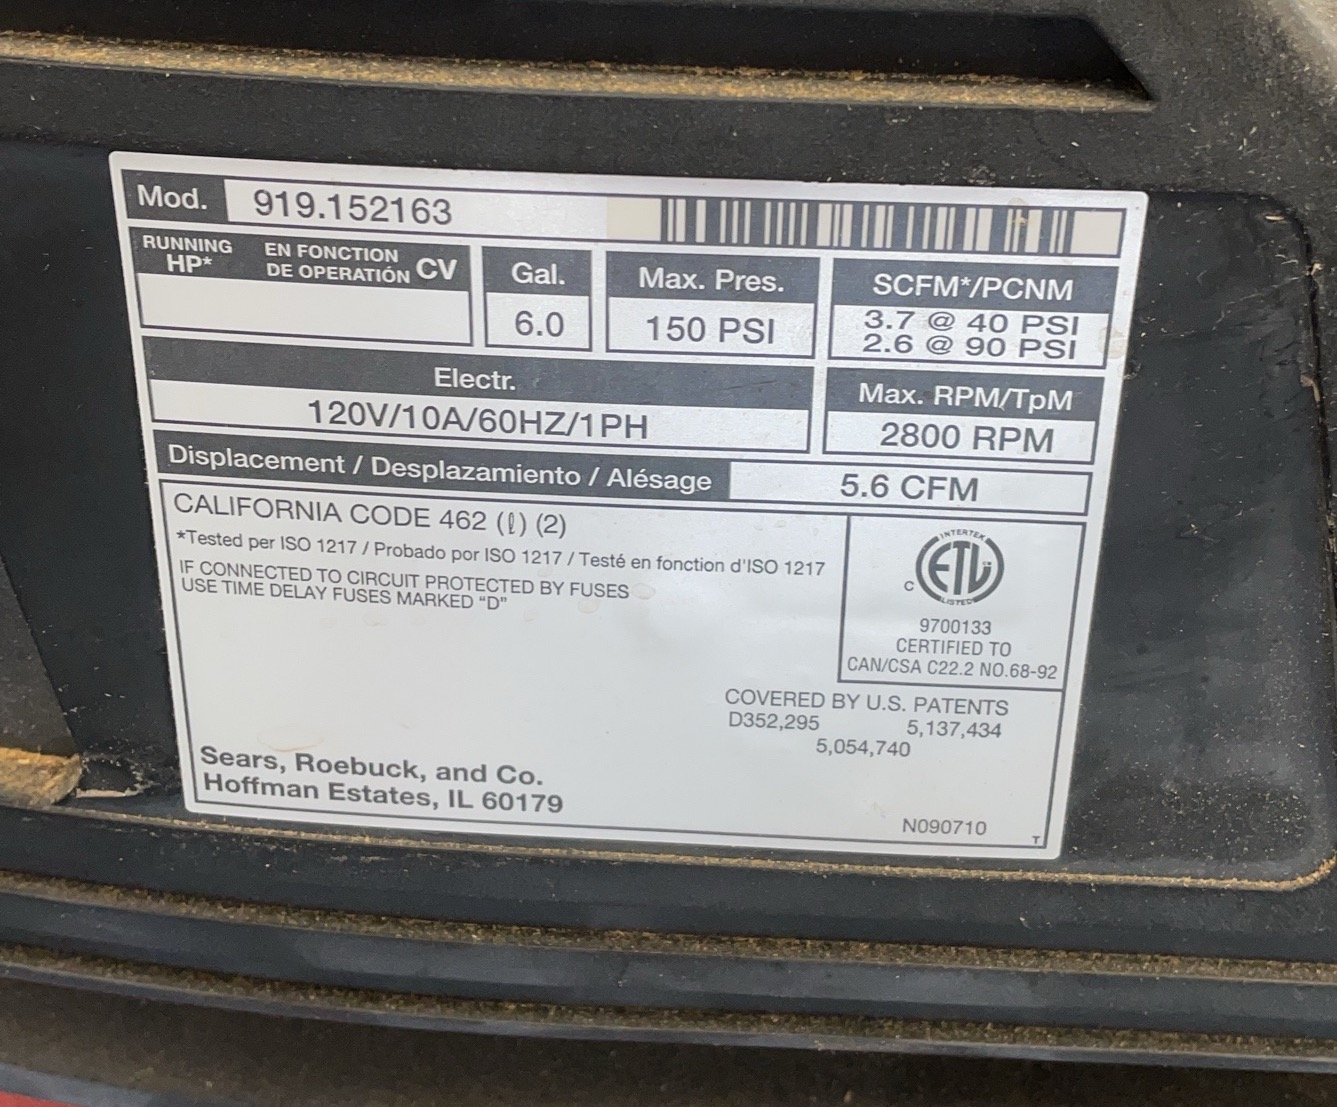 Mod. 919.152163
RUNNING HP* EN FONCTION DE OPERATIÓN CV
Gal.
6.0
Max. Pres.
150 PSI
SCFM*/PCNM
3.7 @ 40 PSI
2.6 @ 90 PSI
Electr.
120V/10A/60HZ/1PH
Max. RPM/TpM
2800 RPM
Displacement / Desplazamiento / Alésage 5.6 CFM
CALIFORNIA CODE 462 (ℓ) (2)
*Tested per ISO 1217 / Probado por ISO 1217 / Testé en fonction d'ISO 1217
IF CONNECTED TO CIRCUIT PROTECTED BY FUSES
USE TIME DELAY FUSES MARKED "D"
INTERTEK
C ETL
LISTED
9700133
CERTIFIED TO
CAN/CSA C22.2 NO.68-92
COVERED BY U.S. PATENTS
D352,295 5,137,434
5,054,740
Sears, Roebuck, and Co.
Hoffman Estates, IL 60179
N090710
T